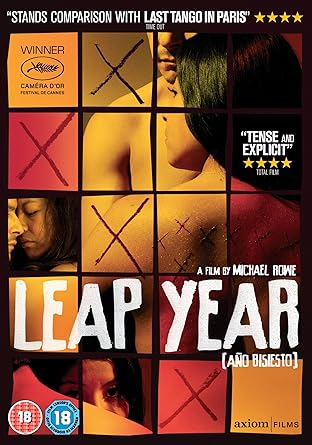 "STANDS COMPARISON WITH LAST TANGO IN PARIS" ★★★★
TIME OUT
WINNER
CAMÉRA D'OR
FESTIVAL DE CANNES
"TENSE AND
EXPLICIT"
★★★★
TOTAL FILM
A FILM BY MICHAEL ROWE
LEAP YEAR
[AÑO BISIESTO]
18
18
axiom FILMS